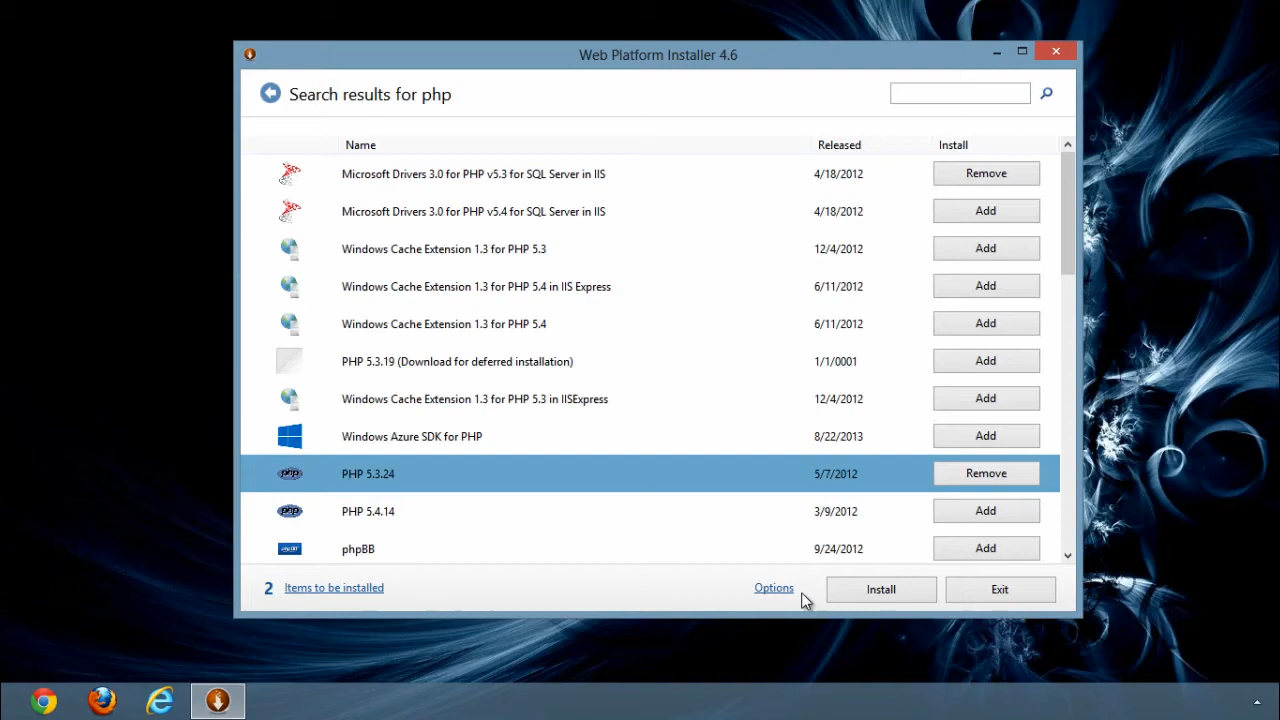 Web Platform Installer 4.6
Search results for php
Name Released Install
Microsoft Drivers 3.0 for PHP v5.3 for SQL Server in IIS 4/18/2012 Remove
Microsoft Drivers 3.0 for PHP v5.4 for SQL Server in IIS 4/18/2012 Add
Windows Cache Extension 1.3 for PHP 5.3 12/4/2012 Add
Windows Cache Extension 1.3 for PHP 5.4 in IIS Express 6/11/2012 Add
Windows Cache Extension 1.3 for PHP 5.4 6/11/2012 Add
PHP 5.3.19 (Download for deferred installation) 1/1/0001 Add
Windows Cache Extension 1.3 for PHP 5.3 in IISExpress 12/4/2012 Add
Windows Azure SDK for PHP 8/22/2013 Add
php PHP 5.3.24 5/7/2012 Remove
php PHP 5.4.14 3/9/2012 Add
phpBB phpBB 9/24/2012 Add
2 Items to be installed Options Install Exit